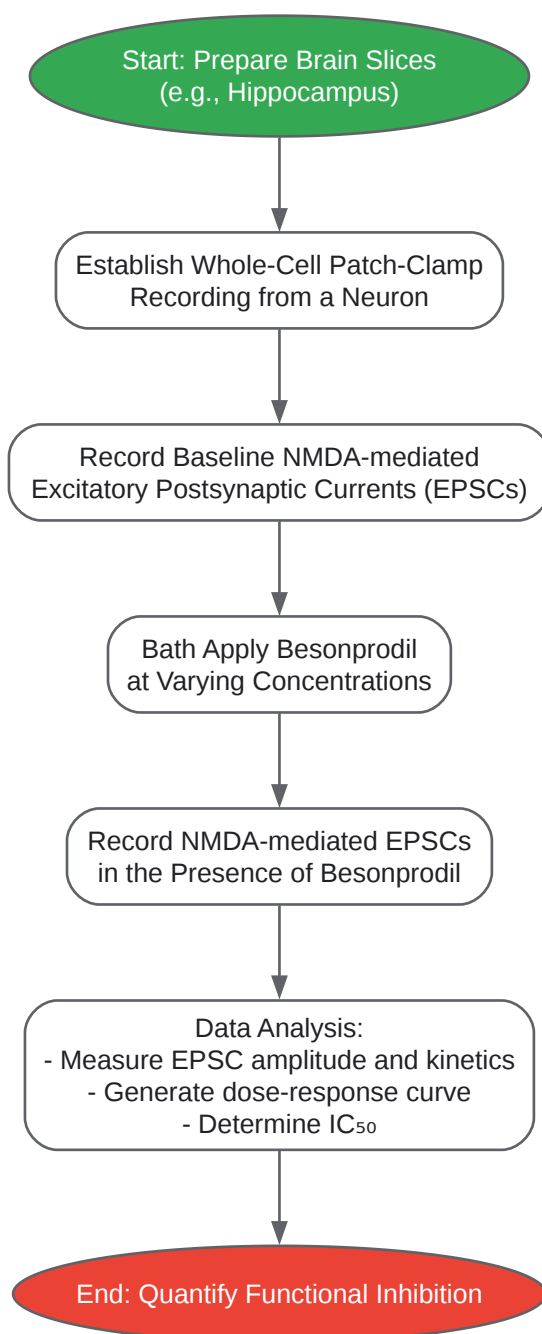 Start: Prepare Brain Slices
(e.g., Hippocampus)
Establish Whole-Cell Patch-Clamp
Recording from a Neuron
Record Baseline NMDA-mediated
Excitatory Postsynaptic Currents (EPSCs)
Bath Apply Besonprodil
at Varying Concentrations
Record NMDA-mediated EPSCs
in the Presence of Besonprodil
Data Analysis:
- Measure EPSC amplitude and kinetics
- Generate dose-response curve
- Determine IC₅₀
End: Quantify Functional Inhibition